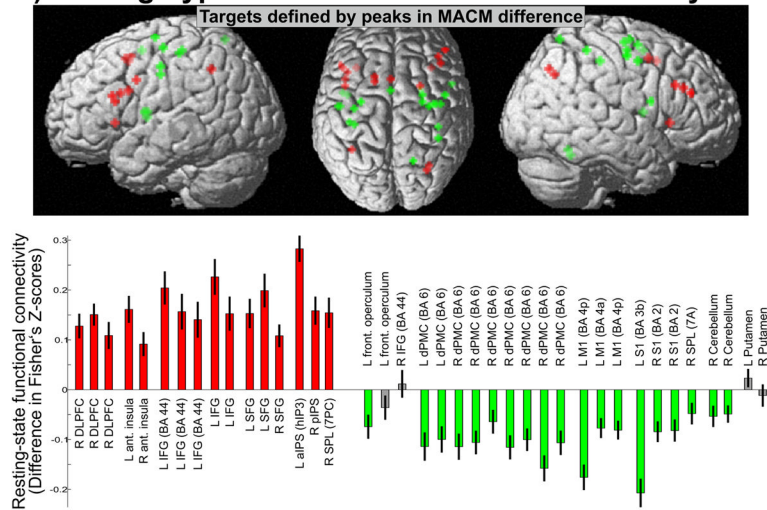 Targets defined by peaks in MACM difference
Resting-state functional connectivity
(Difference in Fisher's Z-scores)
0.3
0.2
0.1
0
-0.1
-0.2
R DLPFC
R DLPFC
R DLPFC
L ant. insula
R ant. insula
L IFG (BA 44)
L IFG (BA 44)
L IFG (BA 44)
L IFG
L IFG
L SFG
L SFG
R SFG
L aIPS (hIP3)
R pIPS
R SPL (7PC)
L front. operculum
L front. operculum
R IFG (BA 44)
L dPMC (BA 6)
L dPMC (BA 6)
R dPMC (BA 6)
R dPMC (BA 6)
R dPMC (BA 6)
R dPMC (BA 6)
R dPMC (BA 6)
R dPMC (BA 6)
R dPMC (BA 6)
L M1 (BA 4p)
L M1 (BA 4a)
L M1 (BA 4p)
L S1 (BA 3b)
R S1 (BA 2)
R S1 (BA 2)
R SPL (7A)
R Cerebellum
R Cerebellum
L Putamen
R Putamen